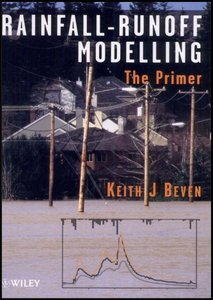 RAINFALL-RUNOFF
MODELLING
The Primer
KEITH J BEVEN
WILEY